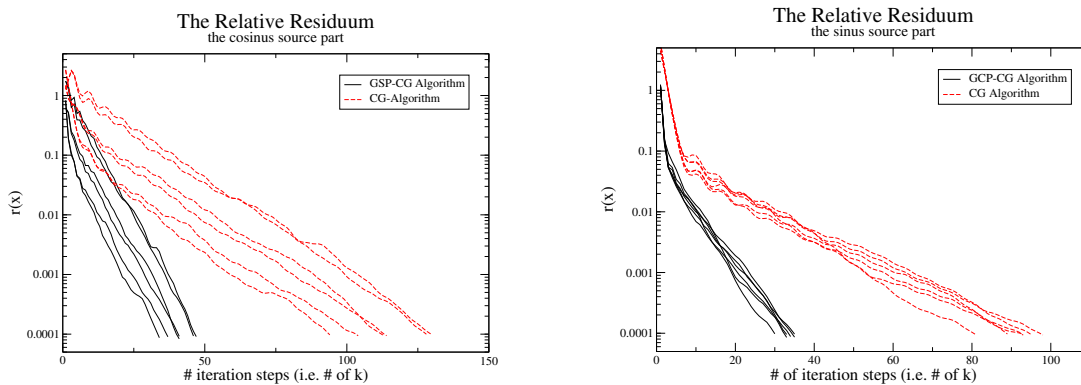 The Relative Residuum
the cosinus source part
r(x)
1
0.1
0.01
0.001
0.0001
GSP-CG Algorithm
CG-Algorithm
0
50
100
150
# iteration steps (i.e. # of k)
The Relative Residuum
the sinus source part
r(x)
1
0.1
0.01
0.001
0.0001
GCP-CG Algorithm
CG Algorithm
0
20
40
60
80
100
# of iteration steps (i.e. # of k)